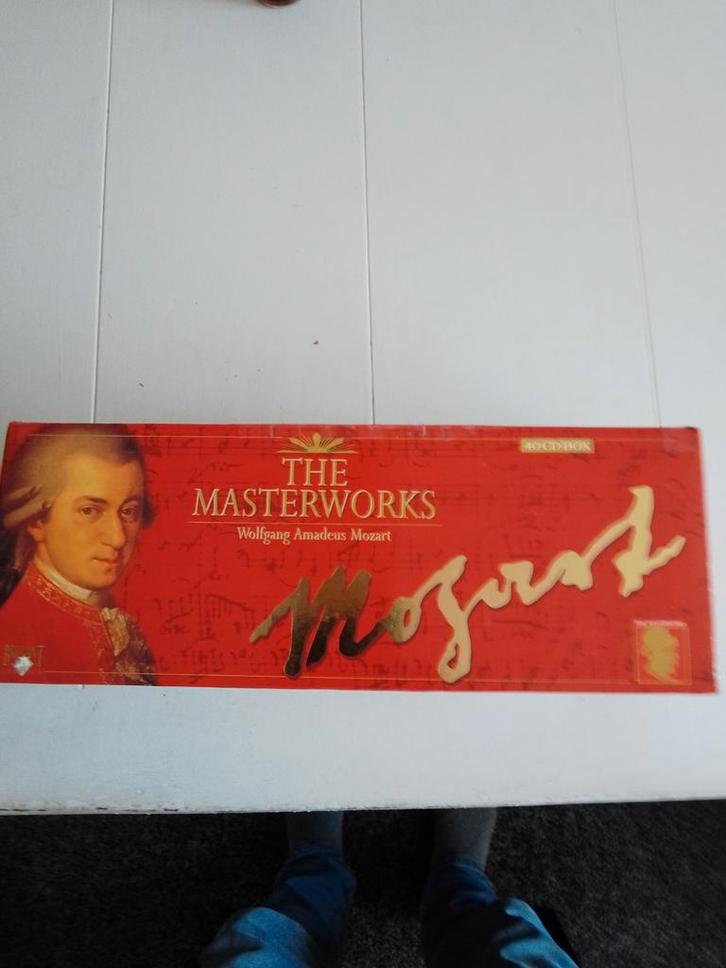 40 CD BOX
THE
MASTERWORKS
Wolfgang Amadeus Mozart
Mozart